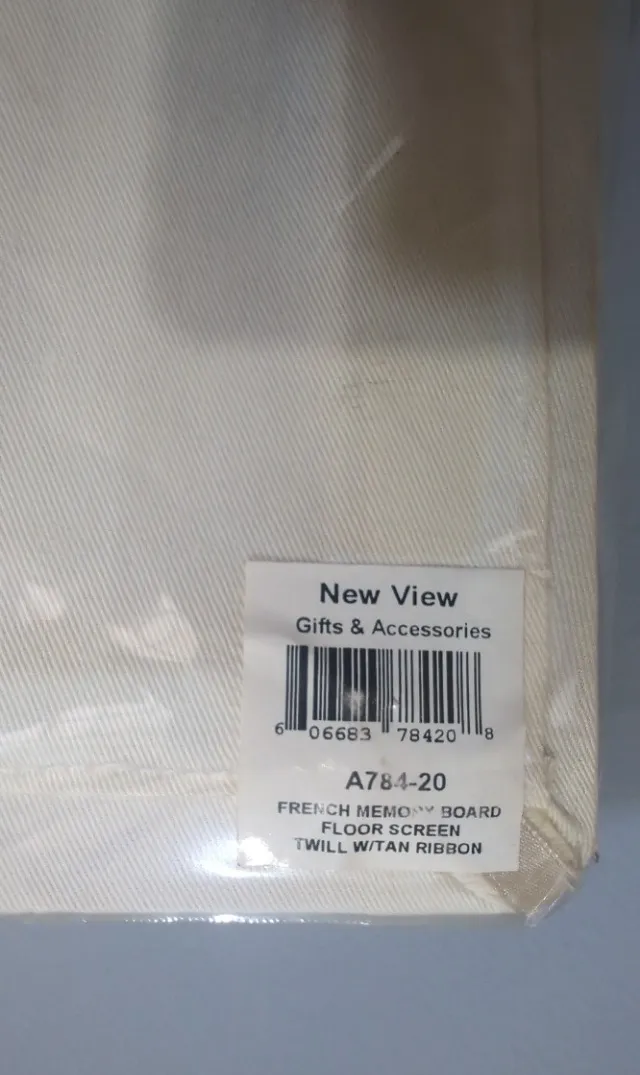 New View
Gifts & Accessories
6 06683 78420 8
A784-20
FRENCH MEMORY BOARD
FLOOR SCREEN
TWILL W/TAN RIBBON